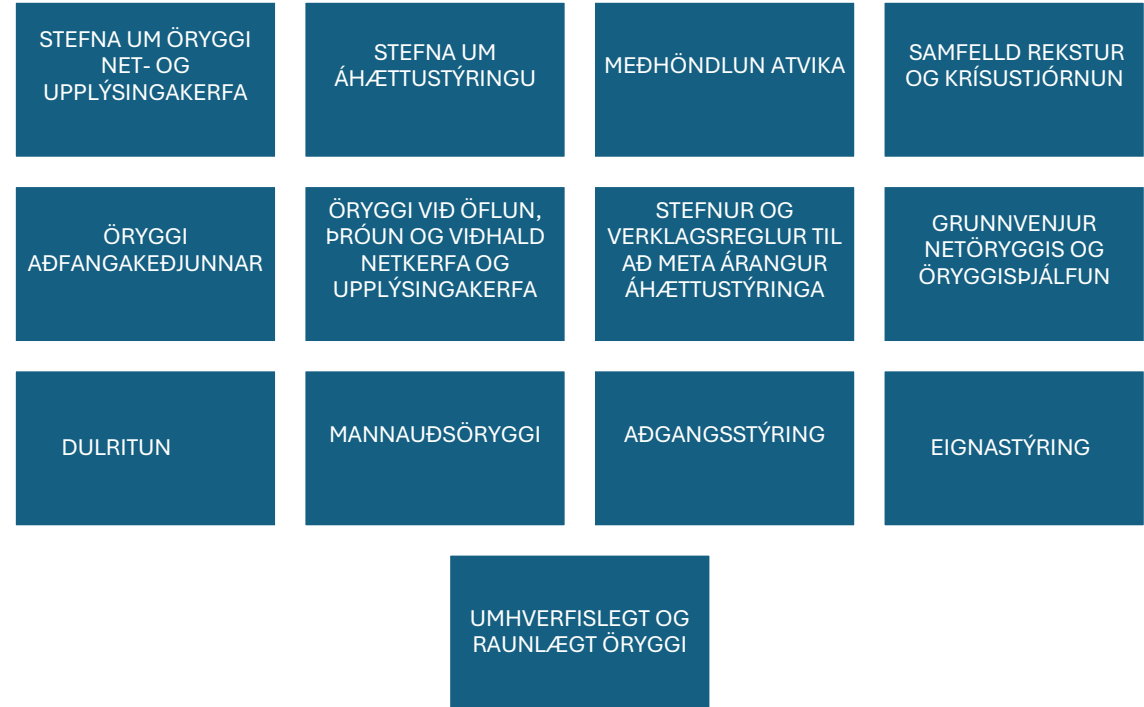 STEFNA UM ÖRYGGI
NET- OG
UPPLÝSINGAKERFA
STEFNA UM
ÁHÆTTUSTÝRINGU
MEÐHÖNDLUN ATVIKA
SAMFELLD REKSTUR
OG KRÍSUSTJÓRNUN
ÖRYGGI
AÐFANGAKEÐJUNNAR
ÖRYGGI VIÐ ÖFLUN,
ÞRÓUN OG VIÐHALD
NETKERFA OG
UPPLÝSINGAKERFA
STEFNUR OG
VERKLAGSREGLUR TIL
AÐ META ÁRANGUR
ÁHÆTTUSTÝRINGA
GRUNNVENJUR
NETÖRYGGIS OG
ÖRYGGISÞJÁLFUN
DULRITUN
MANNAUÐSÖRYGGI
AÐGANGSSTÝRING
EIGNASTÝRING
UMHVERFISLEGT OG
RAUNLÆGT ÖRYGGI